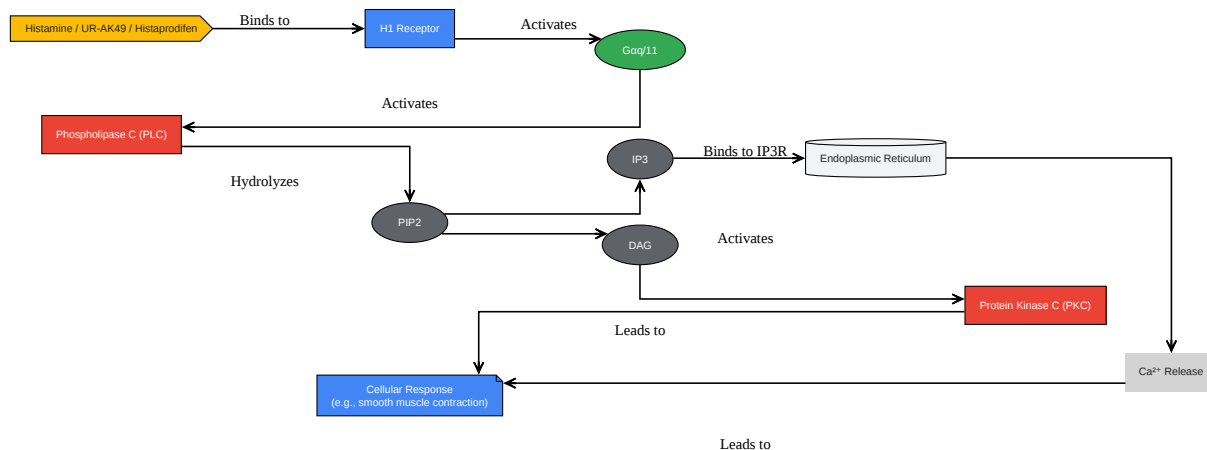 Histamine / UR-AK49 / Histaprodifen
Binds to
H1 Receptor
Activates
Gαq/11
Activates
Phospholipase C (PLC)
Hydrolyzes
PIP2
IP3
Binds to IP3R
Endoplasmic Reticulum
DAG
Activates
Protein Kinase C (PKC)
Leads to
Ca²⁺ Release
Cellular Response
(e.g., smooth muscle contraction)
Leads to